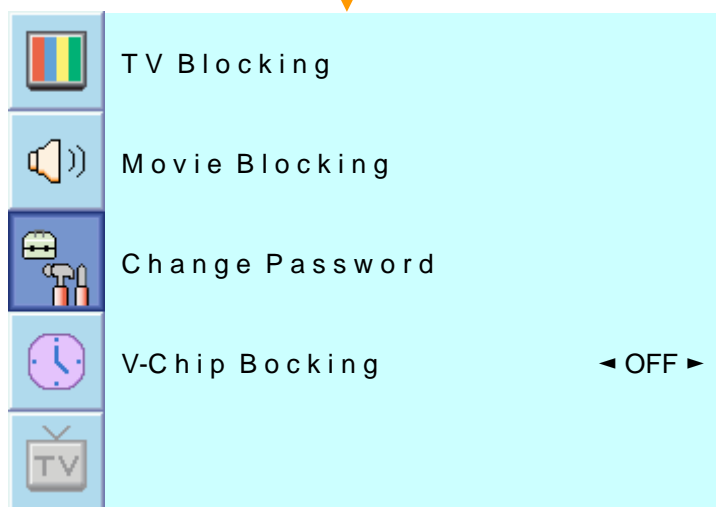 TV Blocking
Movie Blocking
Change Password
V-Chip Bocking ◄ OFF ►
TV